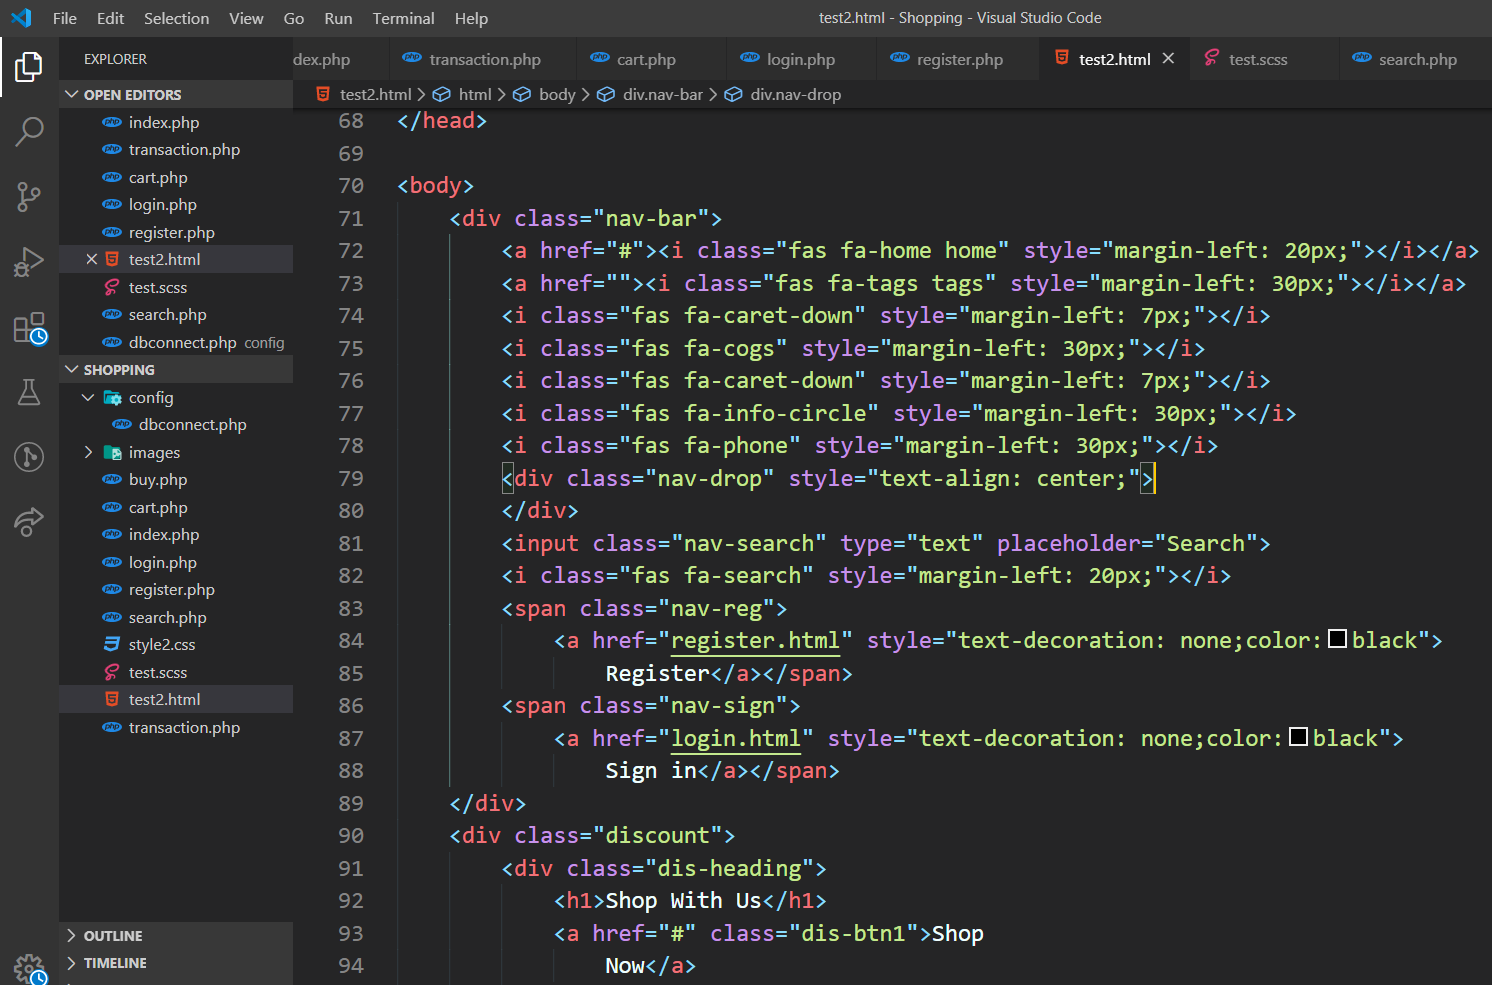 File Edit Selection View Go Run Terminal Help
test2.html - Shopping - Visual Studio Code
EXPLORER
dex.php transaction.php cart.php login.php register.php test2.html test.scss search.php
OPEN EDITORS
test2.html > html > body > div.nav-bar > div.nav-drop
index.php
transaction.php
cart.php
login.php
register.php
test2.html
test.scss
search.php
dbconnect.php config
SHOPPING
config
dbconnect.php
images
buy.php
cart.php
index.php
login.php
register.php
search.php
style2.css
test.scss
test2.html
transaction.php
OUTLINE
TIMELINE
68 </head>
69
70 <body>
71 <div class="nav-bar">
72 <a href="#"><i class="fas fa-home home" style="margin-left: 20px;"></i></a>
73 <a href=""><i class="fas fa-tags tags" style="margin-left: 30px;"></i></a>
74 <i class="fas fa-caret-down" style="margin-left: 7px;"></i>
75 <i class="fas fa-cogs" style="margin-left: 30px;"></i>
76 <i class="fas fa-caret-down" style="margin-left: 7px;"></i>
77 <i class="fas fa-info-circle" style="margin-left: 30px;"></i>
78 <i class="fas fa-phone" style="margin-left: 30px;"></i>
79 <div class="nav-drop" style="text-align: center;">
80 </div>
81 <input class="nav-search" type="text" placeholder="Search">
82 <i class="fas fa-search" style="margin-left: 20px;"></i>
83 <span class="nav-reg">
84 <a href="register.html" style="text-decoration: none;color:black">
85 Register</a></span>
86 <span class="nav-sign">
87 <a href="login.html" style="text-decoration: none;color:black">
88 Sign in</a></span>
89 </div>
90 <div class="discount">
91 <div class="dis-heading">
92 <h1>Shop With Us</h1>
93 <a href="#" class="dis-btn1">Shop
94 Now</a>